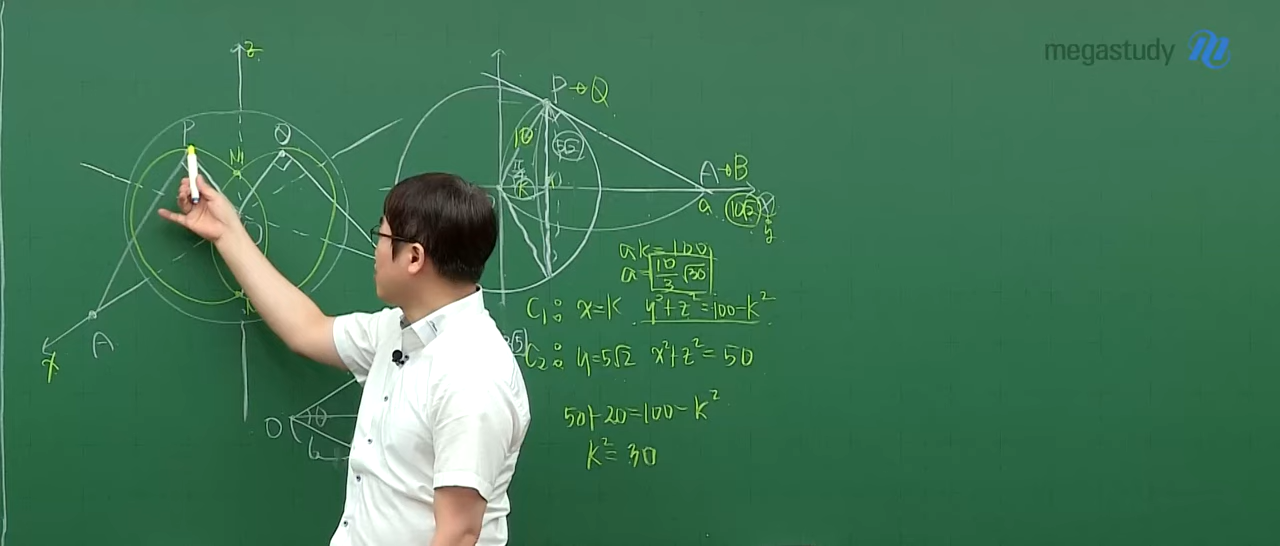 megastudy
z
P
Q
N
A
x
P→Q
10
5√2
π/4
k
A→B
a
10√2
y
ak=100
a=10/3 √30
C₁: x=k y²+z²=100-k²
C₂: y=5√2 x²+z²=50
50+20=100-k²
k²=30
O θ